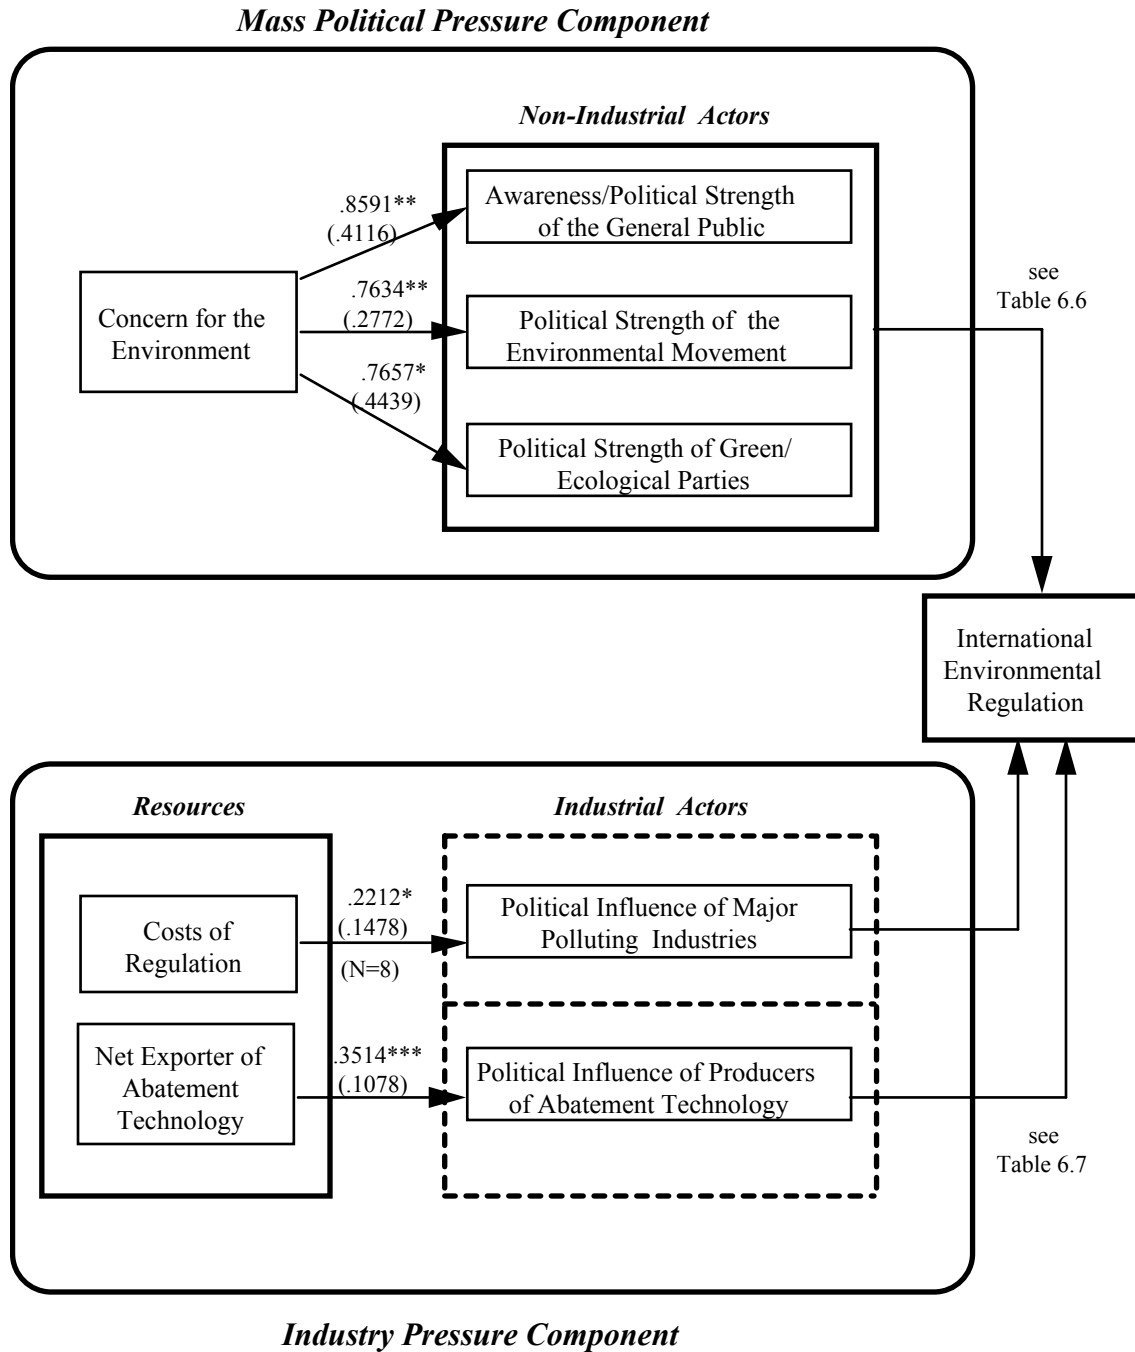 Mass Political Pressure Component
Non-Industrial Actors
.8591**
(.4116)
Awareness/Political Strength
of the General Public
Concern for the
Environment
.7634**
(.2772)
Political Strength of the
Environmental Movement
.7657*
(.4439)
Political Strength of Green/
Ecological Parties
see
Table 6.6
International
Environmental
Regulation
Resources
Industrial Actors
Costs of
Regulation
.2212*
(.1478)
(N=8)
Political Influence of Major
Polluting Industries
Net Exporter of
Abatement
Technology
.3514***
(.1078)
Political Influence of Producers
of Abatement Technology
see
Table 6.7
Industry Pressure Component